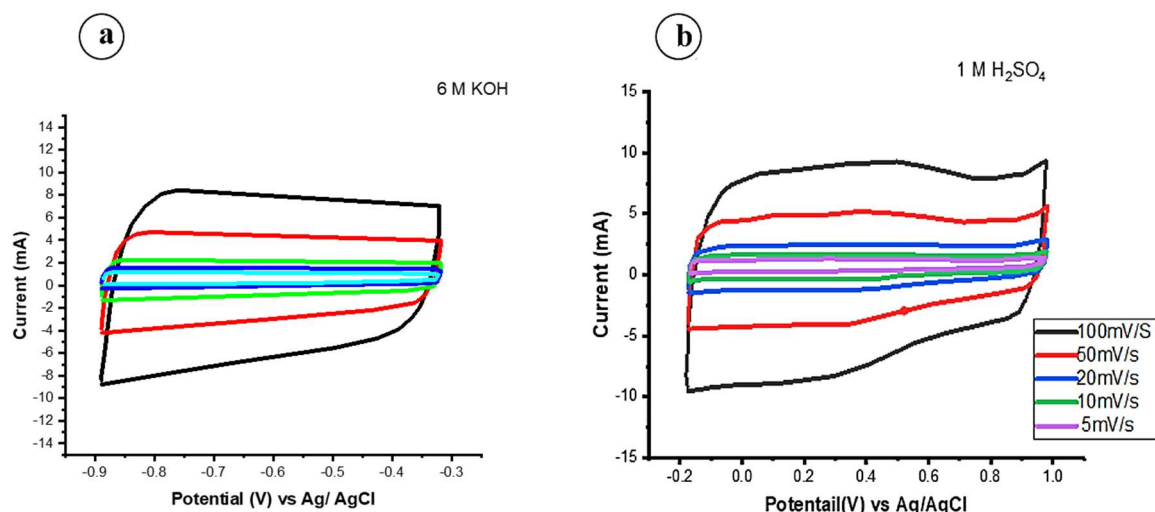 a
6 M KOH
Current (mA)
14
12
10
8
6
4
2
0
-2
-4
-6
-8
-10
-12
-14
-0.9 -0.8 -0.7 -0.6 -0.5 -0.4 -0.3
Potential (V) vs Ag/ AgCl
b
1 M H₂SO₄
Current (mA)
15
10
5
0
-5
-10
-15
-0.2 0.0 0.2 0.4 0.6 0.8 1.0
Potentail(V) vs Ag/AgCl
100mV/S
50mV/s
20mV/s
10mV/s
5mV/s